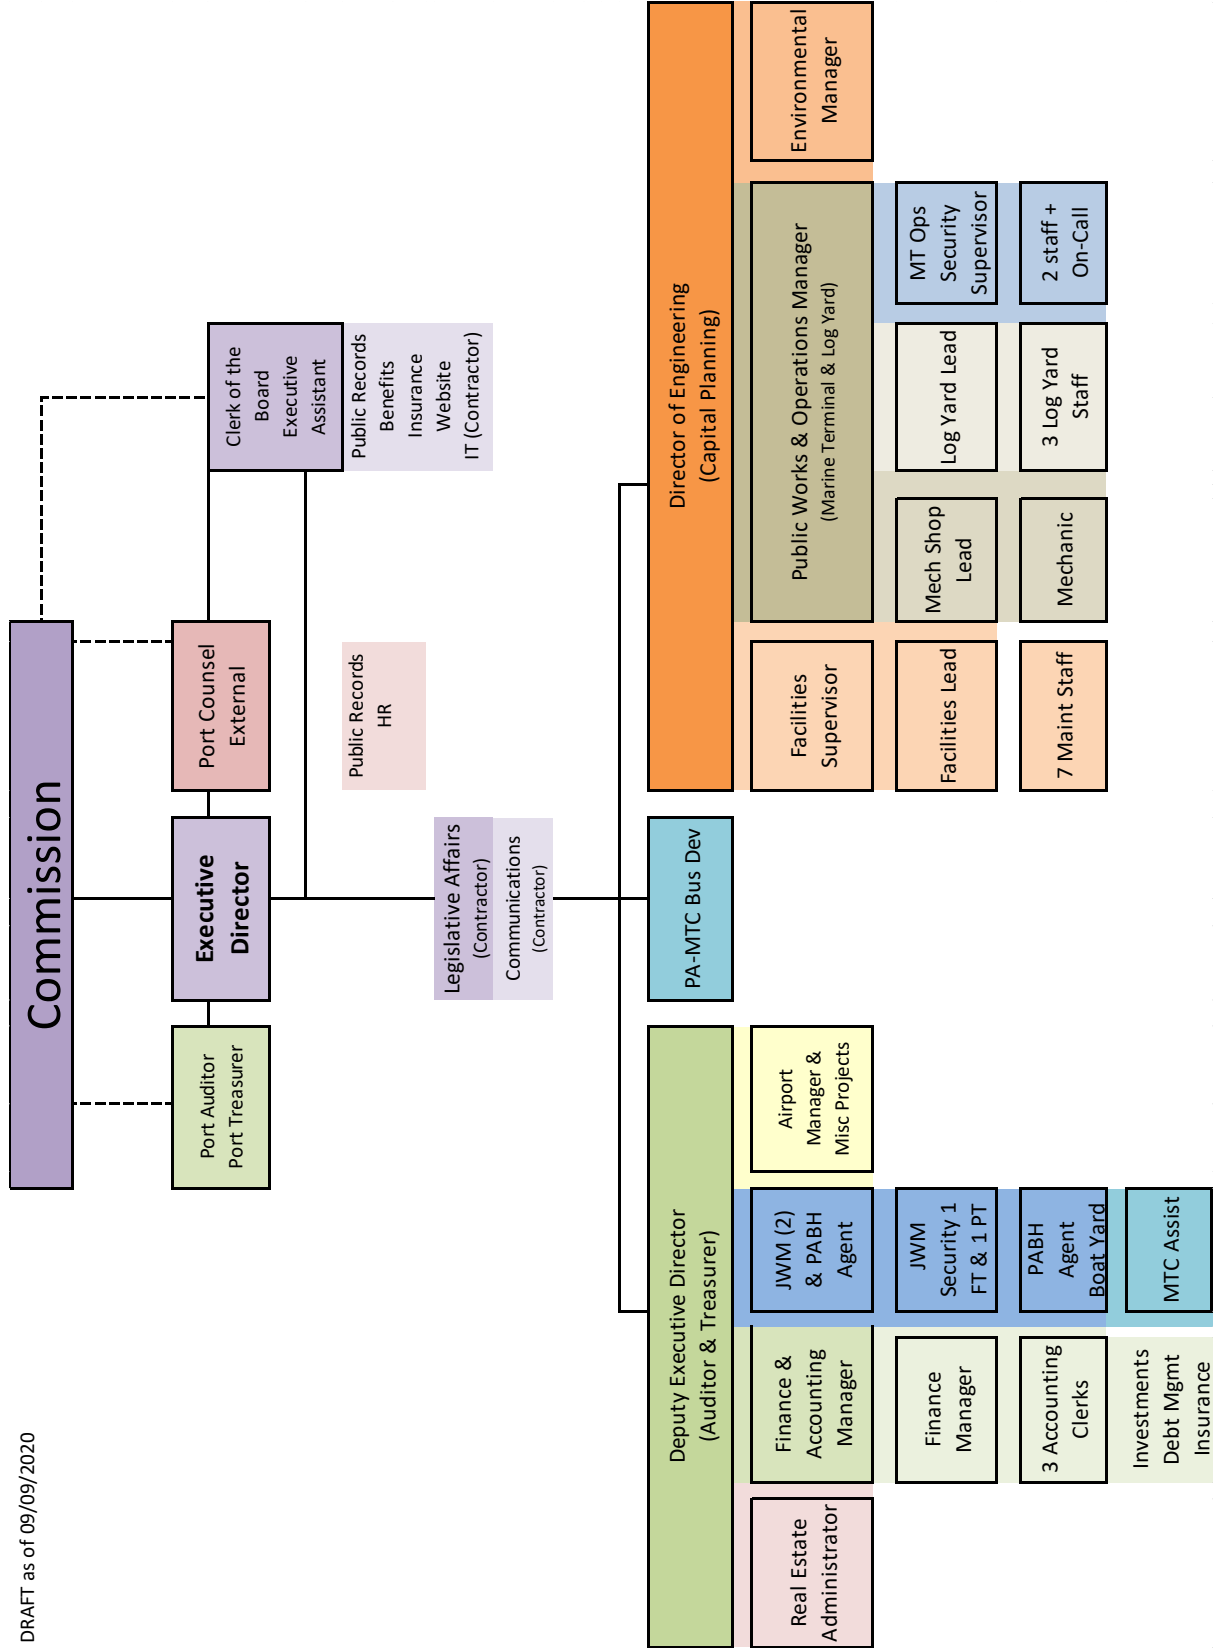 DRAFT as of 09/09/2020
Commission
Port Auditor
Port Treasurer
Executive
Director
Port Counsel
External
Clerk of the
Board
Executive
Assistant
Public Records
HR
Public Records
Benefits
Insurance
Website
IT (Contractor)
Legislative Affairs
(Contractor)
Communications
(Contractor)
Deputy Executive Director
(Auditor & Treasurer)
PA-MTC Bus Dev
Director of Engineering
(Capital Planning)
Real Estate
Administrator
Finance &
Accounting
Manager
JWM (2)
& PABH
Agent
Airport
Manager &
Misc Projects
Facilities
Supervisor
Public Works & Operations Manager
(Marine Terminal & Log Yard)
Environmental
Manager
Finance
Manager
JWM
Security 1
FT & 1 PT
Facilities Lead
Mech Shop
Lead
Log Yard Lead
MT Ops
Security
Supervisor
3 Accounting
Clerks
PABH
Agent
Boat Yard
7 Maint Staff
Mechanic
3 Log Yard
Staff
2 staff +
On-Call
Investments
Debt Mgmt
Insurance
MTC Assist